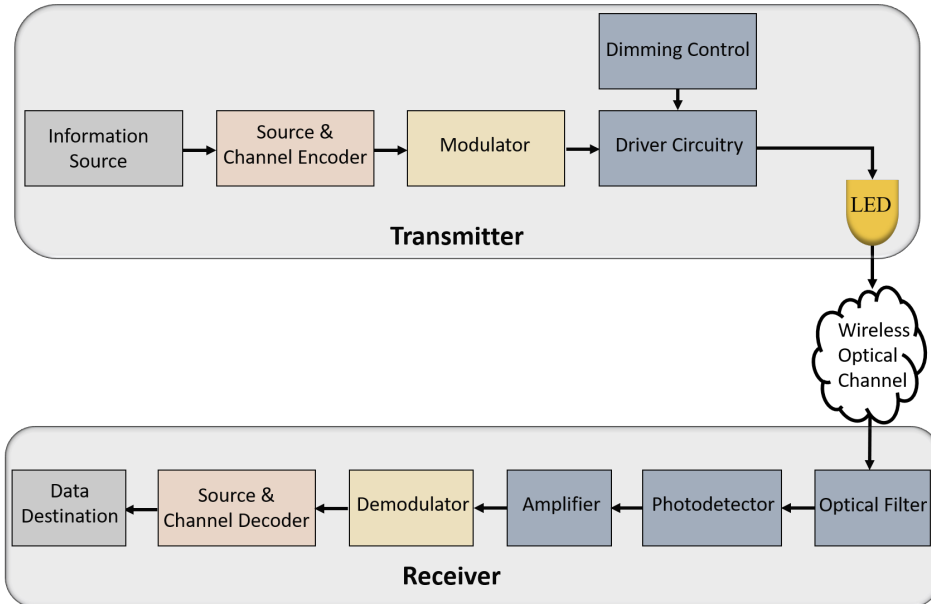 Dimming Control
Information
Source
Source &
Channel Encoder
Modulator
Driver Circuitry
LED
Transmitter
Wireless
Optical
Channel
Data
Destination
Source &
Channel Decoder
Demodulator
Amplifier
Photodetector
Optical Filter
Receiver